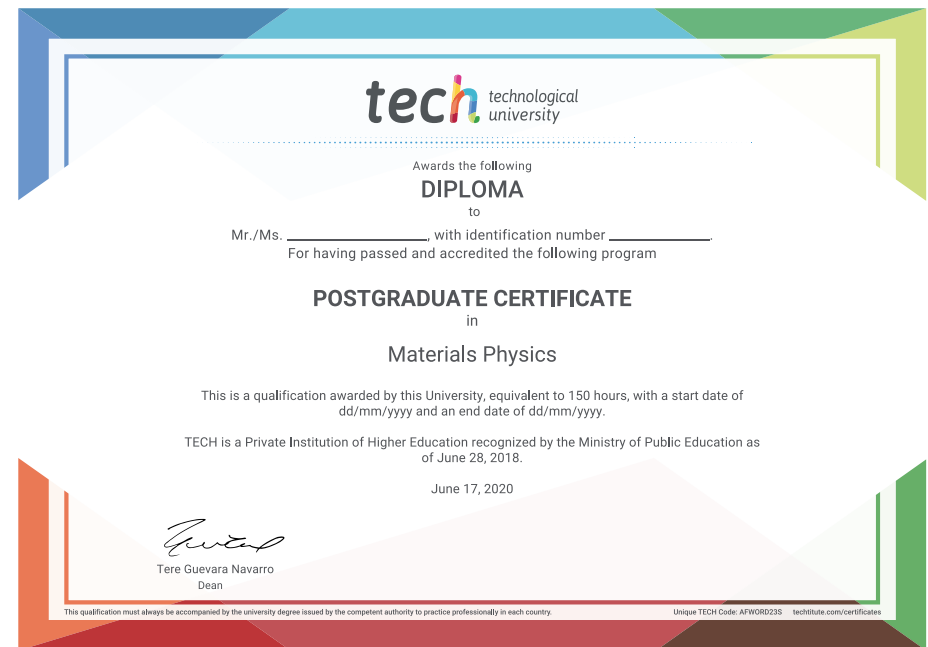 tech technological
university
Awards the following
DIPLOMA
to
Mr./Ms. ____________________, with identification number ______________.
For having passed and accredited the following program
POSTGRADUATE CERTIFICATE
in
Materials Physics
This is a qualification awarded by this University, equivalent to 150 hours, with a start date of
dd/mm/yyyy and an end date of dd/mm/yyyy.
TECH is a Private Institution of Higher Education recognized by the Ministry of Public Education as
of June 28, 2018.
June 17, 2020
Tere Guevara Navarro
Dean
This qualification must always be accompanied by the university degree issued by the competent authority to practice professionally in each country.
Unique TECH Code: AFWORD23S techtitute.com/certificates